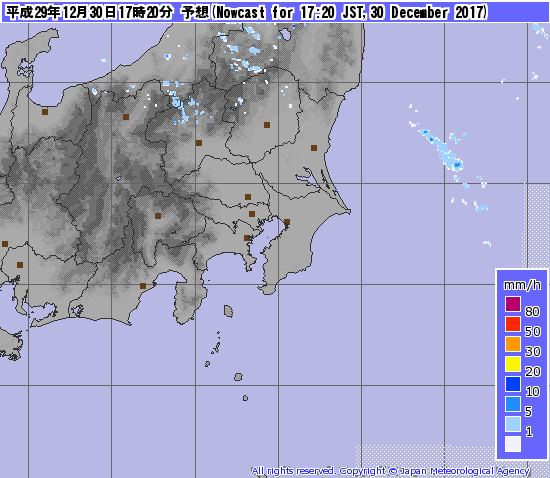 平成29年12月30日17時20分 予想(Nowcast for 17:20 JST,30 December 2017)
mm/h
80
50
30
20
10
5
1
All rights reserved. Copyright © Japan Meteorological Agency